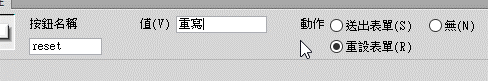 按鈕名稱 值(V) 重寫 動作 送出表單(S) 無(N)
reset 重設表單(R)